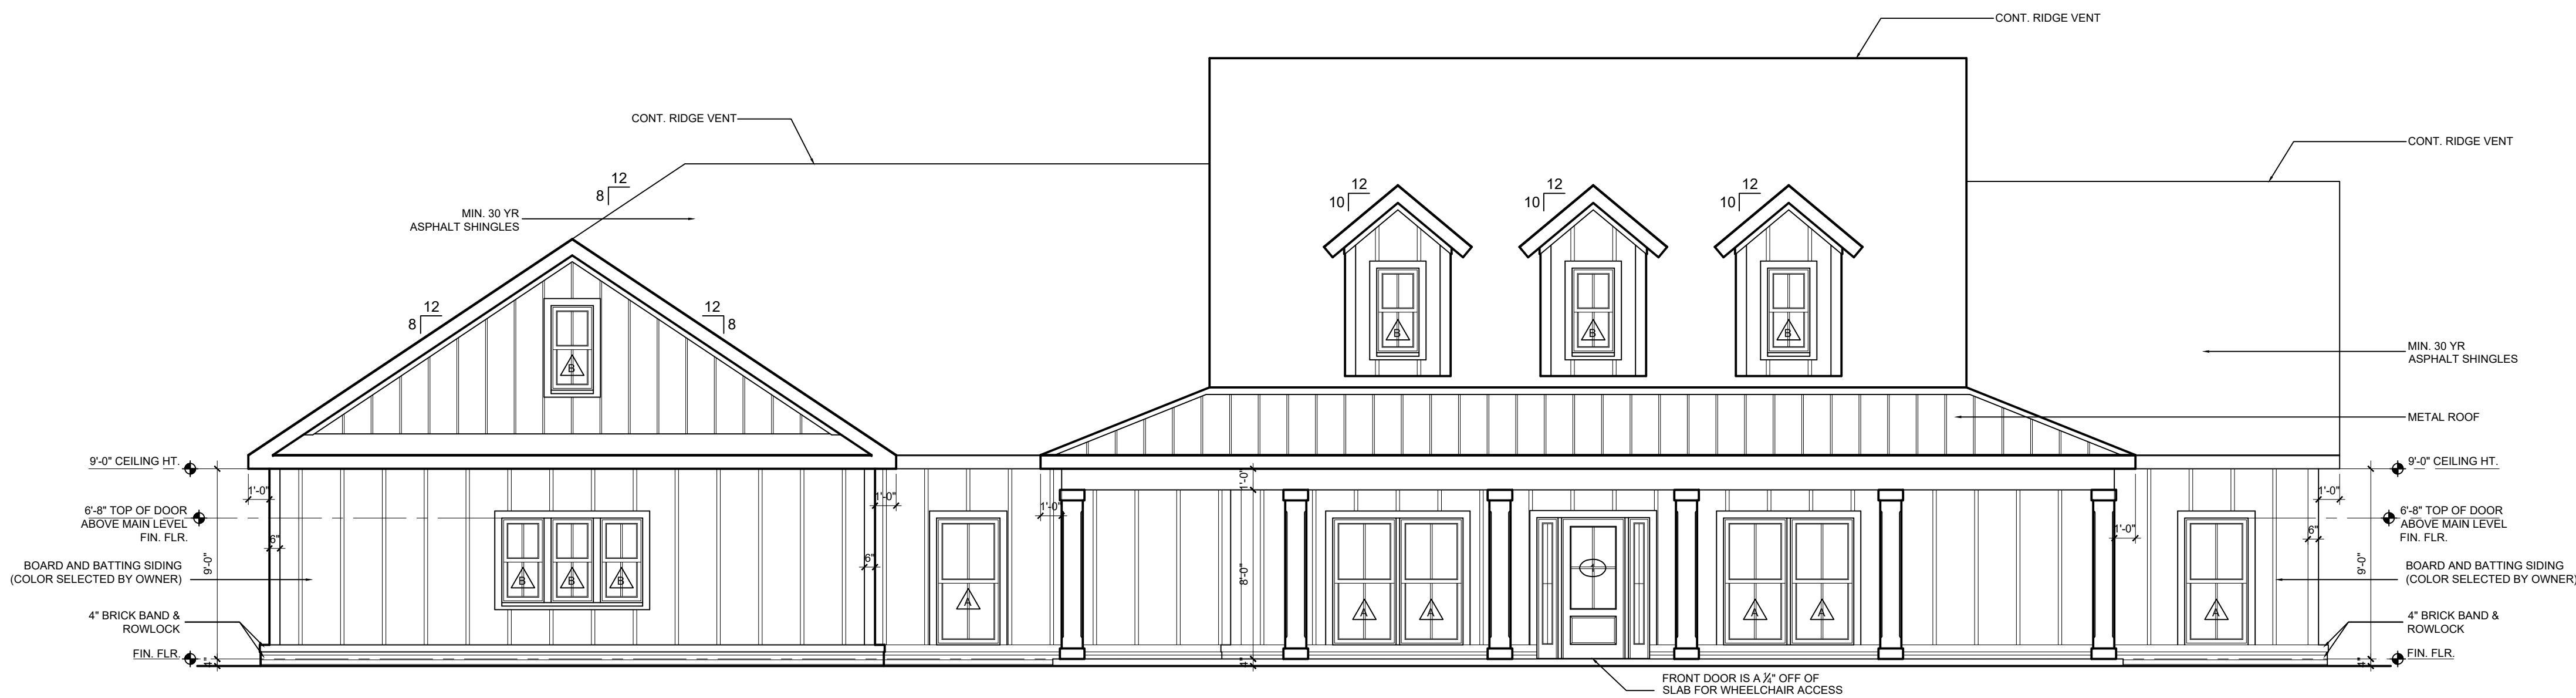 CONT. RIDGE VENT
CONT. RIDGE VENT
CONT. RIDGE VENT
12
8
12
10
12
10
12
10
MIN. 30 YR
ASPHALT SHINGLES
12
8
12
8
B
B
B
B
MIN. 30 YR
ASPHALT SHINGLES
METAL ROOF
9'-0" CEILING HT.
9'-0" CEILING HT.
1'-0"
1'-0"
1'-0"
1'-0"
1'-0"
1'-0"
6'-8" TOP OF DOOR
ABOVE MAIN LEVEL
FIN. FLR.
6'-8" TOP OF DOOR
ABOVE MAIN LEVEL
FIN. FLR.
6"
6"
6"
9'-0"
8'-0"
9'-0"
BOARD AND BATTING SIDING
(COLOR SELECTED BY OWNER)
BOARD AND BATTING SIDING
(COLOR SELECTED BY OWNER)
B
B
B
A
A
A
1
A
A
A
4" BRICK BAND &
ROWLOCK
4" BRICK BAND &
ROWLOCK
FIN. FLR.
4"
4"
4"
FIN. FLR.
FRONT DOOR IS A ¼" OFF OF
SLAB FOR WHEELCHAIR ACCESS